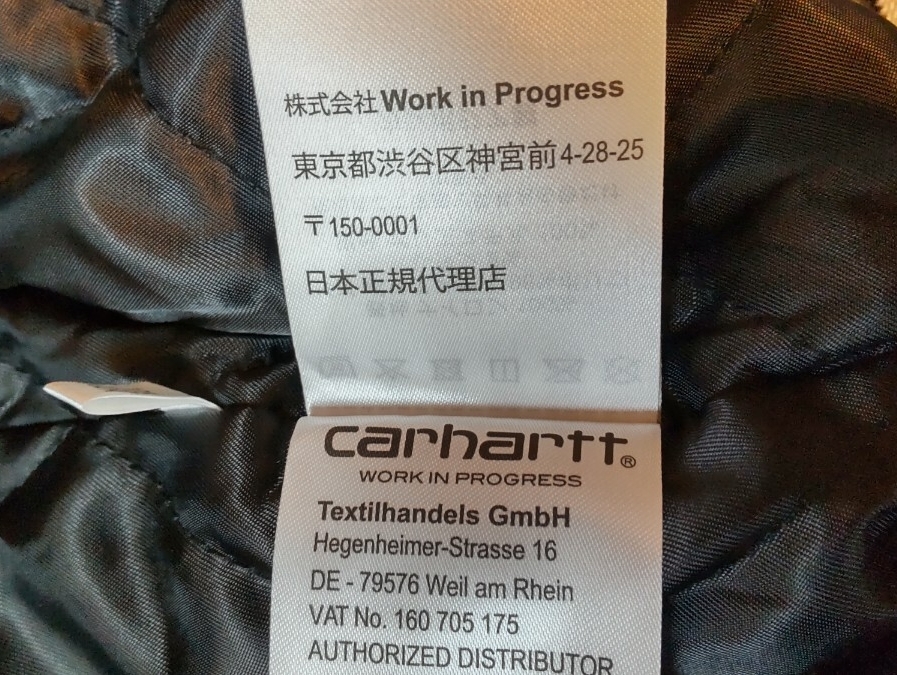 株式会社Work in Progress
東京都渋谷区神宮前4-28-25
〒150-0001
日本正規代理店
carhartt®
WORK IN PROGRESS
Textilhandels GmbH
Hegenheimer-Strasse 16
DE - 79576 Weil am Rhein
VAT No. 160 705 175
AUTHORIZED DISTRIBUTOR